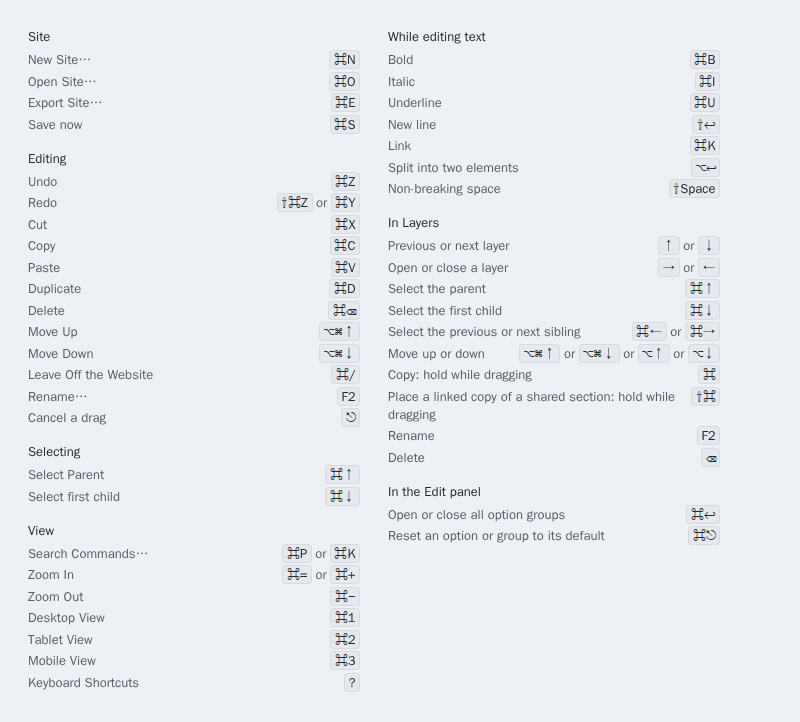 Site
New Site⋯ ⌘N
Open Site⋯ ⌘O
Export Site⋯ ⌘E
Save now ⌘S
Editing
Undo ⌘Z
Redo ⇧⌘Z or ⌘Y
Cut ⌘X
Copy ⌘C
Paste ⌘V
Duplicate ⌘D
Delete ⌘⌫
Move Up ⌥⌘↑
Move Down ⌥⌘↓
Leave Off the Website ⌘/
Rename⋯ F2
Cancel a drag ⎋
Selecting
Select Parent ⌘↑
Select first child ⌘↓
View
Search Commands⋯ ⌘P or ⌘K
Zoom In ⌘= or ⌘+
Zoom Out ⌘−
Desktop View ⌘1
Tablet View ⌘2
Mobile View ⌘3
Keyboard Shortcuts ?
While editing text
Bold ⌘B
Italic ⌘I
Underline ⌘U
New line ⇧↩
Link ⌘K
Split into two elements ⌥↩
Non-breaking space ⇧Space
In Layers
Previous or next layer ↑ or ↓
Open or close a layer → or ←
Select the parent ⌘↑
Select the first child ⌘↓
Select the previous or next sibling ⌘← or ⌘→
Move up or down ⌥⌘↑ or ⌥⌘↓ or ⌥↑ or ⌥↓
Copy: hold while dragging ⌘
Place a linked copy of a shared section: hold while ⇧⌘
dragging
Rename F2
Delete ⌫
In the Edit panel
Open or close all option groups ⌘↩
Reset an option or group to its default ⌘⎋